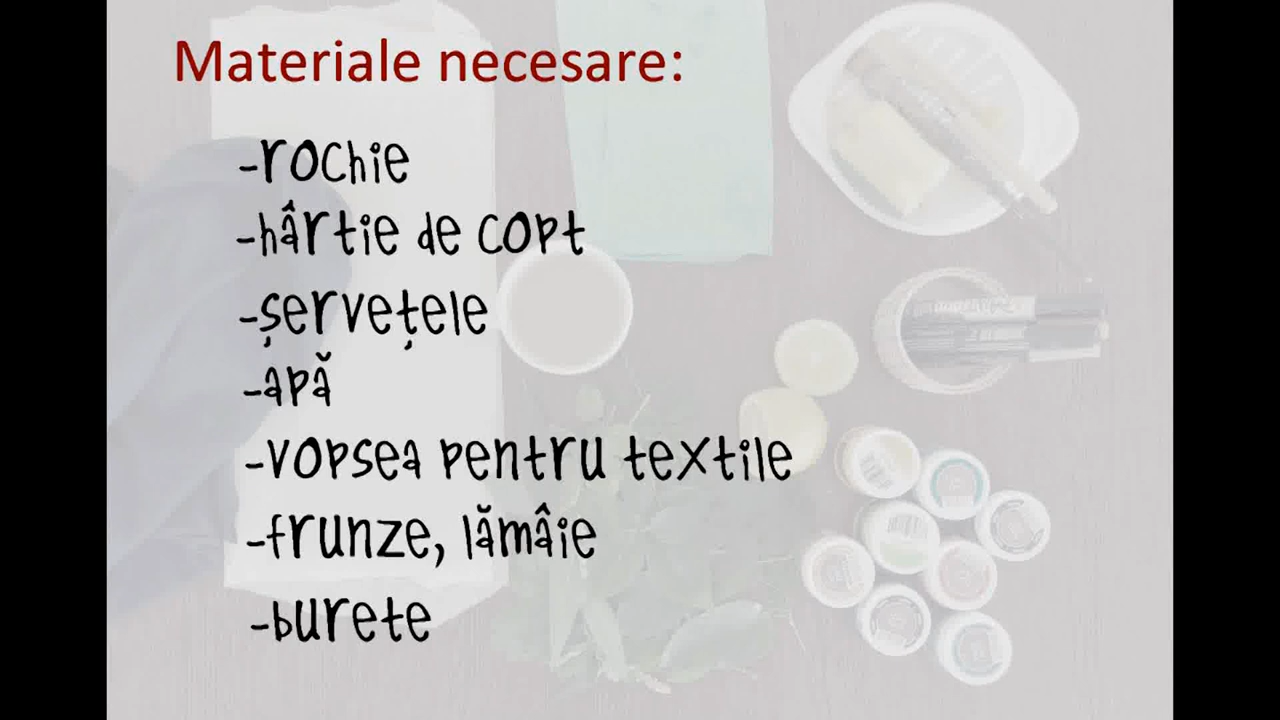 Materiale necesare:
-rochie
-hârtie de copt
-șervețele
-apă
-vopsea pentru textile
-frunze, lămâie
-burete